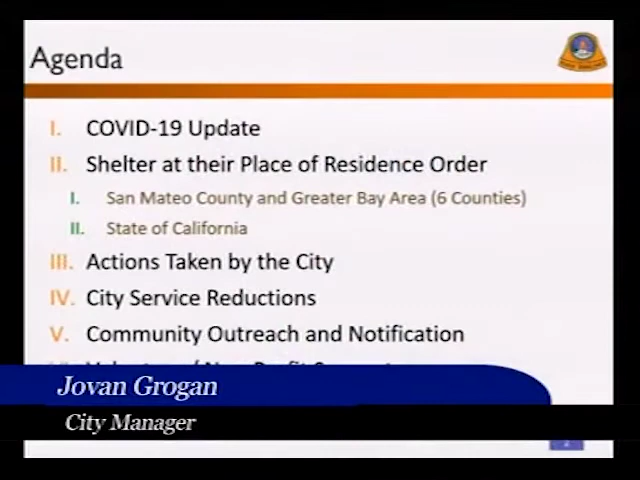 Agenda
I. COVID-19 Update
II. Shelter at their Place of Residence Order
I. San Mateo County and Greater Bay Area (6 Counties)
II. State of California
III. Actions Taken by the City
IV. City Service Reductions
V. Community Outreach and Notification
Jovan Grogan
City Manager